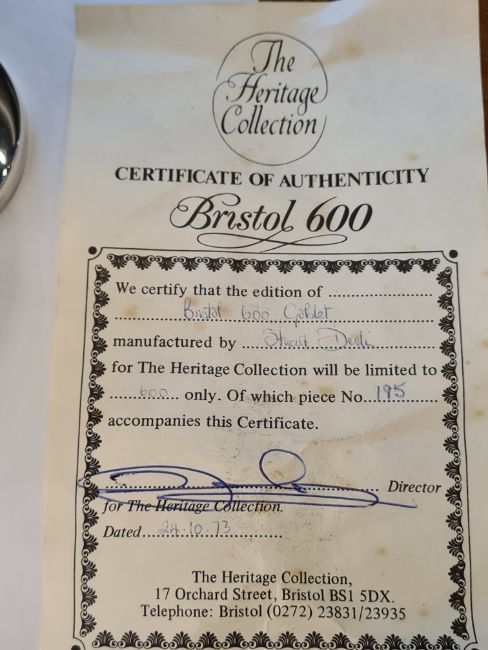 The
Heritage
Collection
CERTIFICATE OF AUTHENTICITY
Bristol 600
We certify that the edition of ........................
Bristol 600 Goblet
manufactured by ...Stuart Devlin
for The Heritage Collection will be limited to
..........600.... only. Of which piece No...195......
accompanies this Certificate.
Director
for The Heritage Collection.
Dated....24.10.73.............
The Heritage Collection,
17 Orchard Street, Bristol BS1 5DX.
Telephone: Bristol (0272) 23831/23935